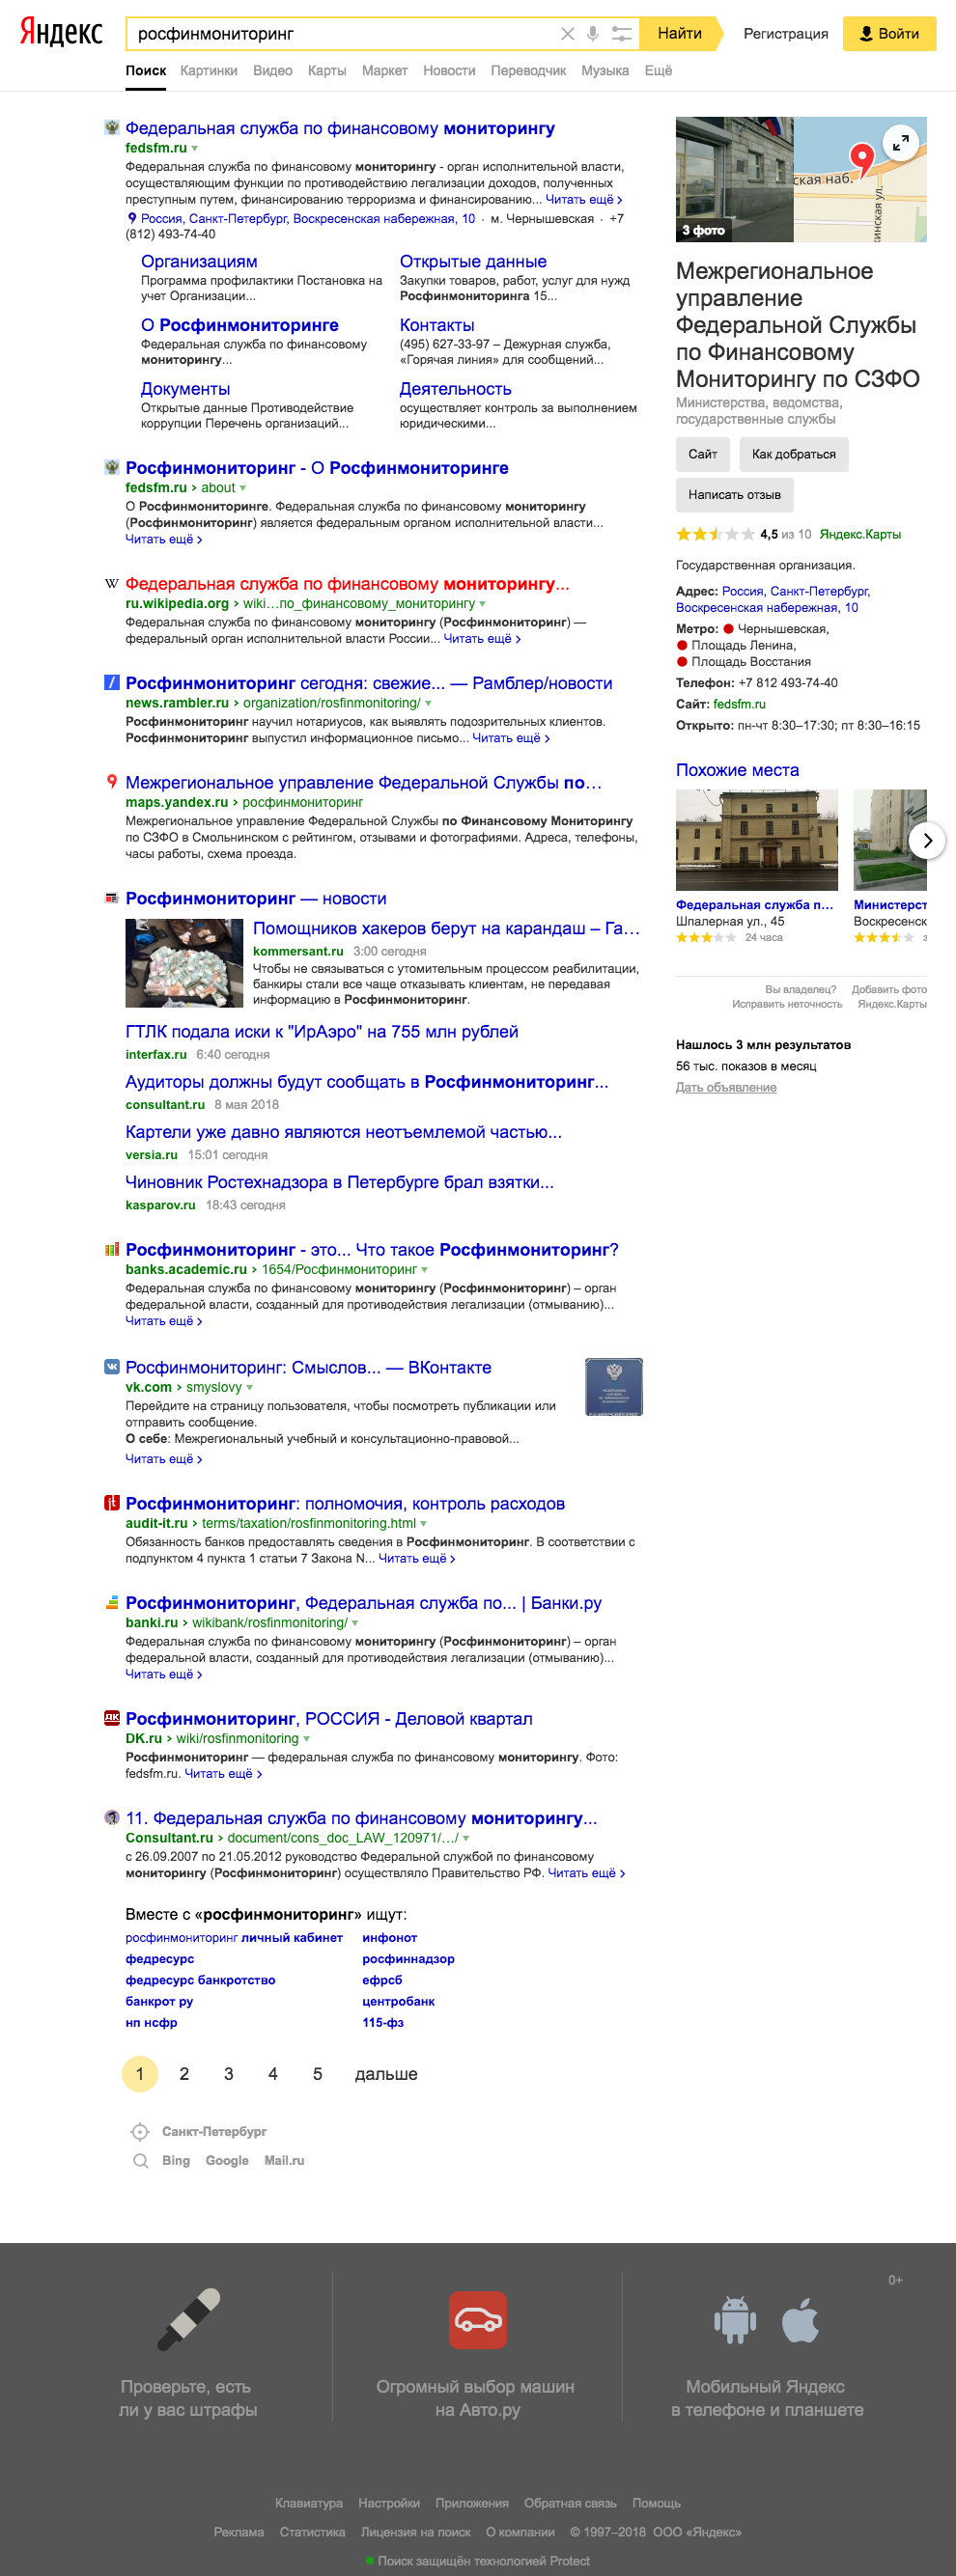 Яндекс
росфинмониторинг
Найти
Регистрация
Войти
Поиск Картинки Видео Карты Маркет Новости Переводчик Музыка Ещё
Федеральная служба по финансовому мониторингу
fedsfm.ru
Федеральная служба по финансовому мониторингу - орган исполнительной власти,
осуществляющим функции по противодействию легализации доходов, полученных
преступным путем, финансированию терроризма и финансированию... Читать ещё >
Россия, Санкт-Петербург, Воскресенская набережная, 10 · м. Чернышевская · +7
(812) 493-74-40
Организациям
Программа профилактики Постановка на
учет Организации...
Открытые данные
Закупки товаров, работ, услуг для нужд
Росфинмониторинга 15...
О Росфинмониторинге
Федеральная служба по финансовому
мониторингу...
Контакты
(495) 627-33-97 – Дежурная служба,
«Горячая линия» для сообщений...
Документы
Открытые данные Противодействие
коррупции Перечень организаций...
Деятельность
осуществляет контроль за выполнением
юридическими...
Росфинмониторинг - О Росфинмониторинге
fedsfm.ru > about
О Росфинмониторинге. Федеральная служба по финансовому мониторингу
(Росфинмониторинг) является федеральным органом исполнительной власти...
Читать ещё >
W
Федеральная служба по финансовому мониторингу...
ru.wikipedia.org > wiki…по_финансовому_мониторингу
Федеральная служба по финансовому мониторингу (Росфинмониторинг) —
федеральный орган исполнительной власти России... Читать ещё >
Росфинмониторинг сегодня: свежие... — Рамблер/новости
news.rambler.ru > organization/rosfinmonitoring/
Росфинмониторинг научил нотариусов, как выявлять подозрительных клиентов.
Росфинмониторинг выпустил информационное письмо... Читать ещё >
Межрегиональное управление Федеральной Службы по…
maps.yandex.ru > росфинмониторинг
Межрегиональное управление Федеральной Службы по Финансовому Мониторингу
по СЗФО в Смольнинском с рейтингом, отзывами и фотографиями. Адреса, телефоны,
часы работы, схема проезда.
Росфинмониторинг — новости
Помощников хакеров берут на карандаш – Га…
kommersant.ru 3:00 сегодня
Чтобы не связываться с утомительным процессом реабилитации,
банкиры стали все чаще отказывать клиентам, не передавая
информацию в Росфинмониторинг.
ГТЛК подала иски к "ИрАэро" на 755 млн рублей
interfax.ru 6:40 сегодня
Аудиторы должны будут сообщать в Росфинмониторинг...
consultant.ru 8 мая 2018
Картели уже давно являются неотъемлемой частью...
versia.ru 15:01 сегодня
Чиновник Ростехнадзора в Петербурге брал взятки...
kasparov.ru 18:43 сегодня
Росфинмониторинг - это... Что такое Росфинмониторинг?
banks.academic.ru > 1654/Росфинмониторинг
Федеральная служба по финансовому мониторингу (Росфинмониторинг) – орган
федеральной власти, созданный для противодействия легализации (отмыванию)...
Читать ещё >
Росфинмониторинг: Смыслов... — ВКонтакте
vk.com > smyslovy
Перейдите на страницу пользователя, чтобы посмотреть публикации или
отправить сообщение.
О себе: Межрегиональный учебный и консультационно-правовой...
Читать ещё >
Росфинмониторинг: полномочия, контроль расходов
audit-it.ru > terms/taxation/rosfinmonitoring.html
Обязанность банков предоставлять сведения в Росфинмониторинг. В соответствии с
подпунктом 4 пункта 1 статьи 7 Закона N... Читать ещё >
Росфинмониторинг, Федеральная служба по... | Банки.ру
banki.ru > wikibank/rosfinmonitoring/
Федеральная служба по финансовому мониторингу (Росфинмониторинг) – орган
федеральной власти, созданный для противодействия легализации (отмыванию)...
Читать ещё >
ДК
Росфинмониторинг, РОССИЯ - Деловой квартал
DK.ru > wiki/rosfinmonitoring
Росфинмониторинг — федеральная служба по финансовому мониторингу. Фото:
fedsfm.ru. Читать ещё >
11. Федеральная служба по финансовому мониторингу...
Consultant.ru > document/cons_doc_LAW_120971/…/
с 26.09.2007 по 21.05.2012 руководство Федеральной службой по финансовому
мониторингу (Росфинмониторинг) осуществляло Правительство РФ. Читать ещё >
Вместе с «росфинмониторинг» ищут:
росфинмониторинг личный кабинет
федресурс
федресурс банкротство
банкрот ру
нп нсфр
инфонот
росфиннадзор
ефрсб
центробанк
115-фз
1 2 3 4 5 дальше
Санкт-Петербург
Bing Google Mail.ru
3 фото
ская наб.
кинская ул.
Межрегиональное
управление
Федеральной Службы
по Финансовому
Мониторингу по СЗФО
Министерства, ведомства,
государственные службы
Сайт
Как добраться
Написать отзыв
4,5 из 10 Яндекс.Карты
Государственная организация.
Адрес: Россия, Санкт-Петербург,
Воскресенская набережная, 10
Метро: Чернышевская,
Площадь Ленина,
Площадь Восстания
Телефон: +7 812 493-74-40
Сайт: fedsfm.ru
Открыто: пн-чт 8:30–17:30; пт 8:30–16:15
Похожие места
Федеральная служба п...
Шпалерная ул., 45
24 часа
Министерст
Воскресенск
Вы владелец? Добавить фото
Исправить неточность Яндекс.Карты
Нашлось 3 млн результатов
56 тыс. показов в месяц
Дать объявление
0+
Проверьте, есть
ли у вас штрафы
Огромный выбор машин
на Авто.ру
Мобильный Яндекс
в телефоне и планшете
Клавиатура Настройки Приложения Обратная связь Помощь
Реклама Статистика Лицензия на поиск О компании © 1997–2018 ООО «Яндекс»
Поиск защищён технологией Protect